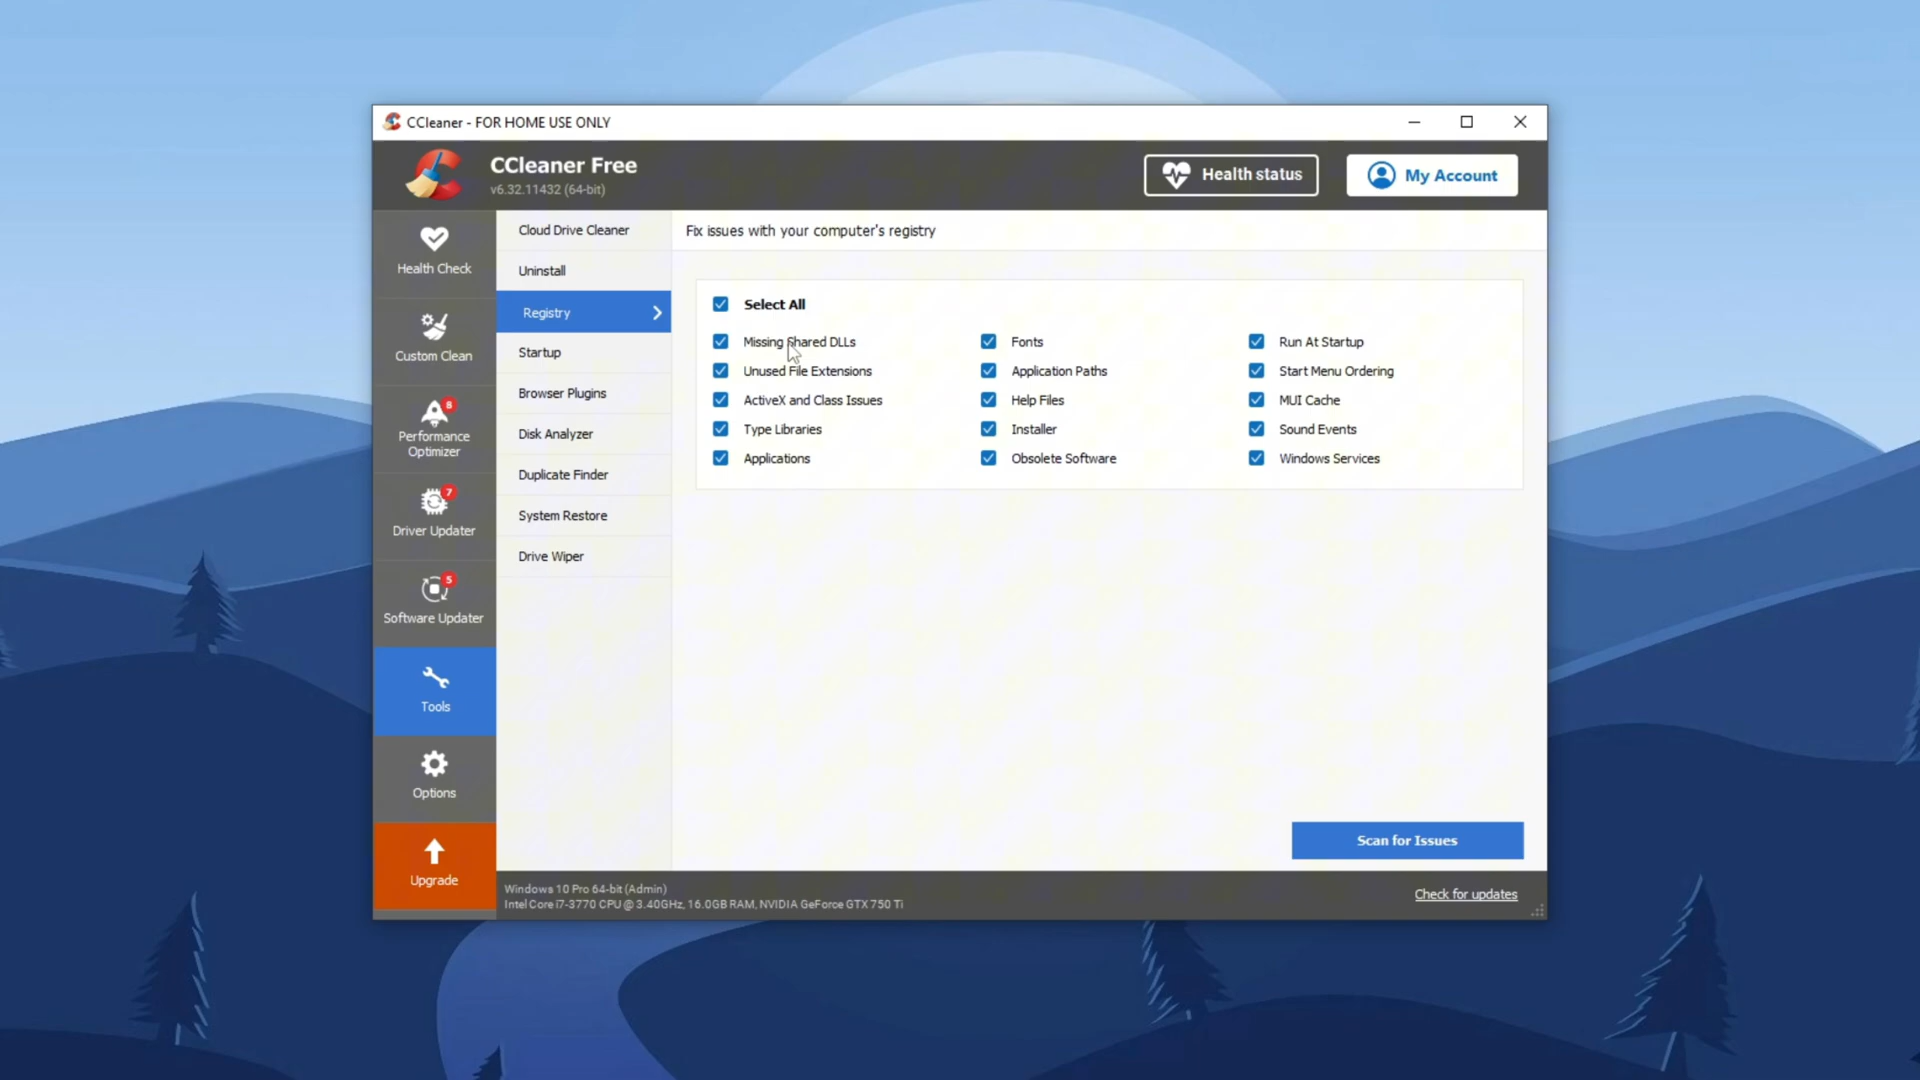 CCleaner - FOR HOME USE ONLY
CCleaner Free
v6.32.11432 (64-bit)
Health status
My Account
Health Check
Custom Clean
8
Performance
Optimizer
7
Driver Updater
5
Software Updater
Tools
Options
Upgrade
Cloud Drive Cleaner
Uninstall
Registry
Startup
Browser Plugins
Disk Analyzer
Duplicate Finder
System Restore
Drive Wiper
Fix issues with your computer's registry
Select All
Missing Shared DLLs
Unused File Extensions
ActiveX and Class Issues
Type Libraries
Applications
Fonts
Application Paths
Help Files
Installer
Obsolete Software
Run At Startup
Start Menu Ordering
MUI Cache
Sound Events
Windows Services
Scan for Issues
Windows 10 Pro 64-bit (Admin)
Intel Core i7-3770 CPU @ 3.40GHz, 16.0GB RAM, NVIDIA GeForce GTX 750 Ti
Check for updates